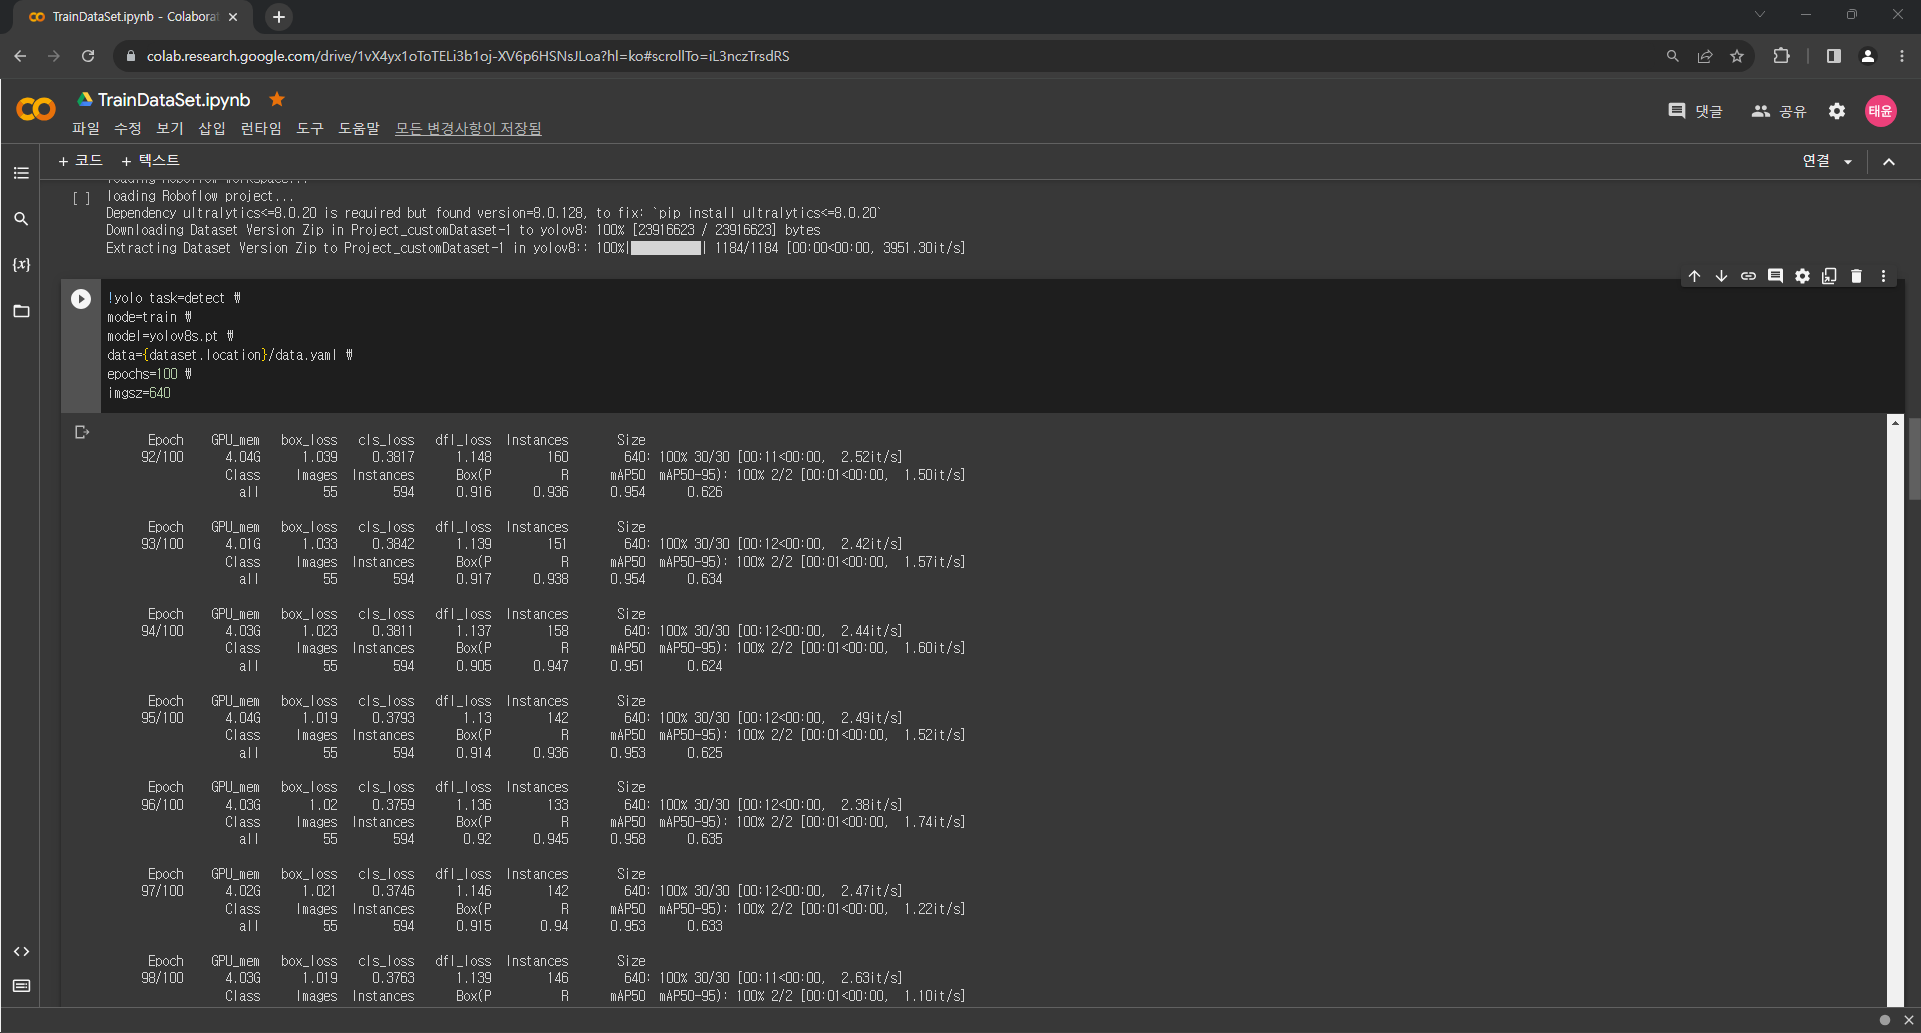 TrainDataSet.ipynb - Colaborat
colab.research.google.com/drive/1vX4yx1oToTELi3b1oj-XV6p6HSNsJLoa?hl=ko#scrollTo=iL3nczTrsdRS
TrainDataSet.ipynb
댓글 공유 태윤
파일 수정 보기 삽입 런타임 도구 도움말 모든 변경사항이 저장됨
+ 코드 + 텍스트 연결
loading Roboflow workspace...
[ ] loading Roboflow project...
Dependency ultralytics<=8.0.20 is required but found version=8.0.128, to fix: `pip install ultralytics<=8.0.20`
Downloading Dataset Version Zip in Project_customDataset-1 to yolov8: 100% [23916623 / 23916623] bytes
Extracting Dataset Version Zip to Project_customDataset-1 in yolov8:: 100%|██████████| 1184/1184 [00:00<00:00, 3951.30it/s]
{x}
!yolo task=detect ₩
mode=train ₩
model=yolov8s.pt ₩
data={dataset.location}/data.yaml ₩
epochs=100 ₩
imgsz=640
Epoch GPU_mem box_loss cls_loss dfl_loss Instances Size
92/100 4.04G 1.039 0.3817 1.148 160 640: 100% 30/30 [00:11<00:00, 2.52it/s]
Class Images Instances Box(P R mAP50 mAP50-95): 100% 2/2 [00:01<00:00, 1.50it/s]
all 55 594 0.916 0.936 0.954 0.626
Epoch GPU_mem box_loss cls_loss dfl_loss Instances Size
93/100 4.01G 1.033 0.3842 1.139 151 640: 100% 30/30 [00:12<00:00, 2.42it/s]
Class Images Instances Box(P R mAP50 mAP50-95): 100% 2/2 [00:01<00:00, 1.57it/s]
all 55 594 0.917 0.938 0.954 0.634
Epoch GPU_mem box_loss cls_loss dfl_loss Instances Size
94/100 4.03G 1.023 0.3811 1.137 158 640: 100% 30/30 [00:12<00:00, 2.44it/s]
Class Images Instances Box(P R mAP50 mAP50-95): 100% 2/2 [00:01<00:00, 1.60it/s]
all 55 594 0.905 0.947 0.951 0.624
Epoch GPU_mem box_loss cls_loss dfl_loss Instances Size
95/100 4.04G 1.019 0.3793 1.13 142 640: 100% 30/30 [00:12<00:00, 2.49it/s]
Class Images Instances Box(P R mAP50 mAP50-95): 100% 2/2 [00:01<00:00, 1.52it/s]
all 55 594 0.914 0.936 0.953 0.625
Epoch GPU_mem box_loss cls_loss dfl_loss Instances Size
96/100 4.03G 1.02 0.3759 1.136 133 640: 100% 30/30 [00:12<00:00, 2.38it/s]
Class Images Instances Box(P R mAP50 mAP50-95): 100% 2/2 [00:01<00:00, 1.74it/s]
all 55 594 0.92 0.945 0.958 0.635
Epoch GPU_mem box_loss cls_loss dfl_loss Instances Size
97/100 4.02G 1.021 0.3746 1.146 142 640: 100% 30/30 [00:12<00:00, 2.47it/s]
Class Images Instances Box(P R mAP50 mAP50-95): 100% 2/2 [00:01<00:00, 1.22it/s]
all 55 594 0.915 0.94 0.953 0.633
Epoch GPU_mem box_loss cls_loss dfl_loss Instances Size
98/100 4.03G 1.019 0.3763 1.139 146 640: 100% 30/30 [00:11<00:00, 2.63it/s]
Class Images Instances Box(P R mAP50 mAP50-95): 100% 2/2 [00:01<00:00, 1.10it/s]